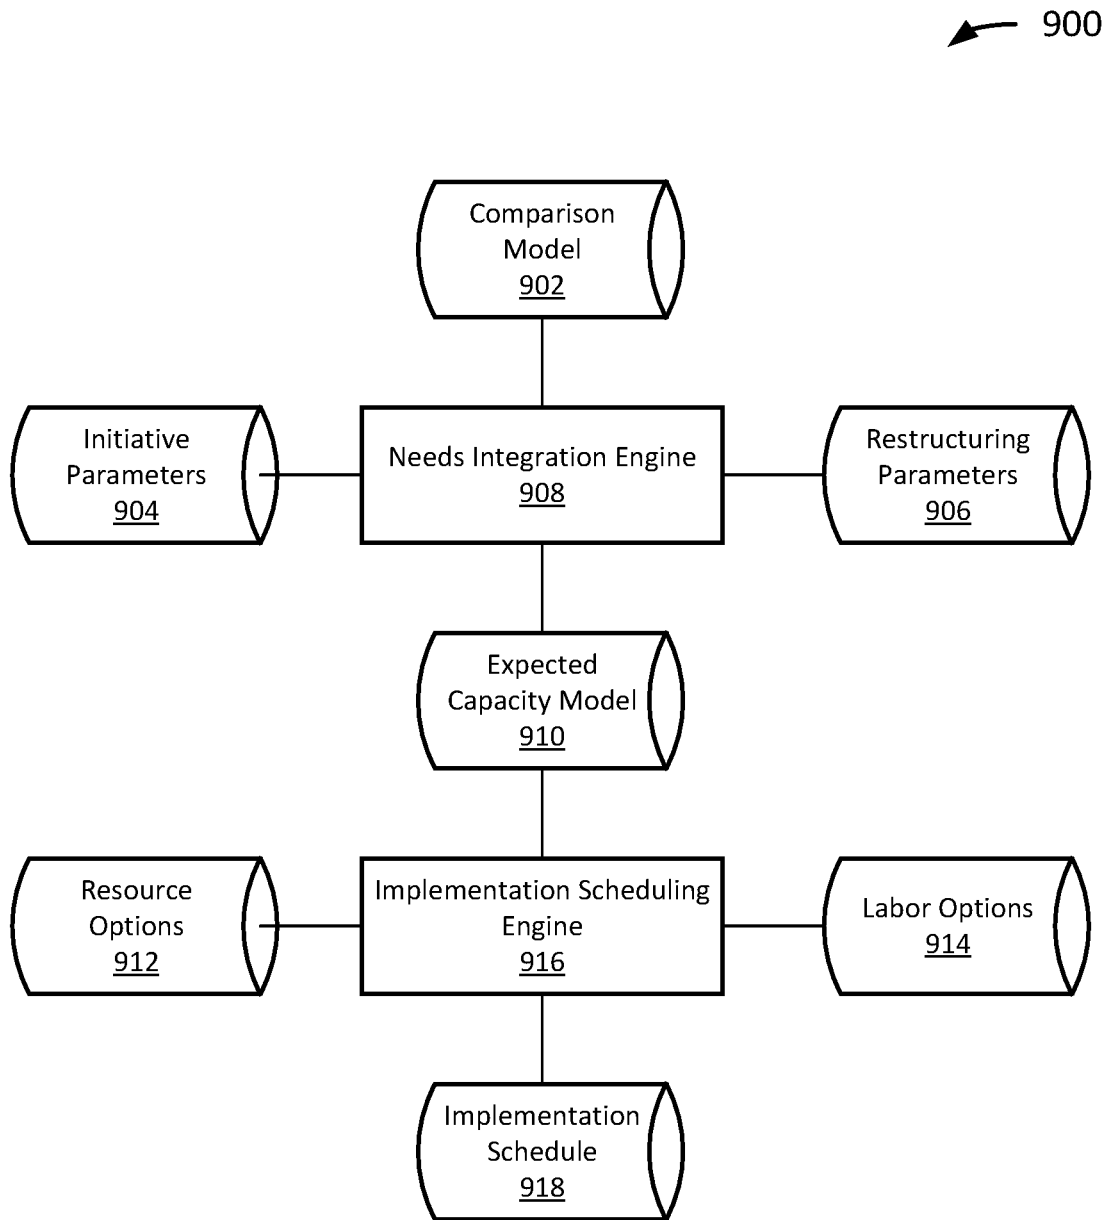 900
Comparison
Model
902
Initiative
Parameters
904
Needs Integration Engine
908
Restructuring
Parameters
906
Expected
Capacity Model
910
Resource
Options
912
Implementation Scheduling
Engine
916
Labor Options
914
Implementation
Schedule
918